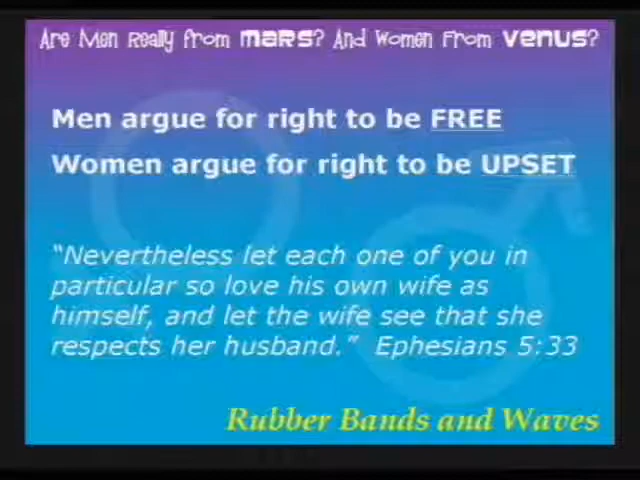 Are Men Really from MARS? And Women From VENUS?
Men argue for right to be FREE
Women argue for right to be UPSET
“Nevertheless let each one of you in
particular so love his own wife as
himself, and let the wife see that she
respects her husband.” Ephesians 5:33
Rubber Bands and Waves